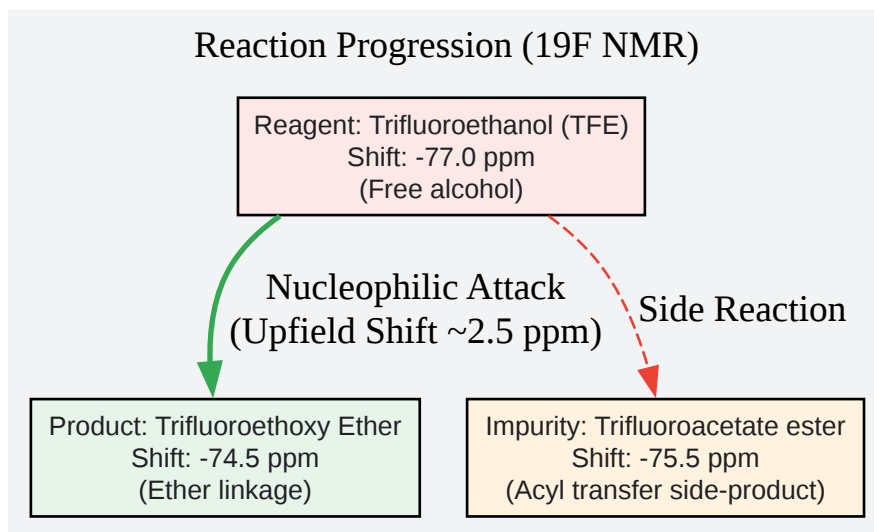 Reaction Progression (19F NMR)
Reagent: Trifluoroethanol (TFE)
Shift: -77.0 ppm
(Free alcohol)
Nucleophilic Attack
(Upfield Shift ~2.5 ppm)
Side Reaction
Product: Trifluoroethoxy Ether
Shift: -74.5 ppm
(Ether linkage)
Impurity: Trifluoroacetate ester
Shift: -75.5 ppm
(Acyl transfer side-product)